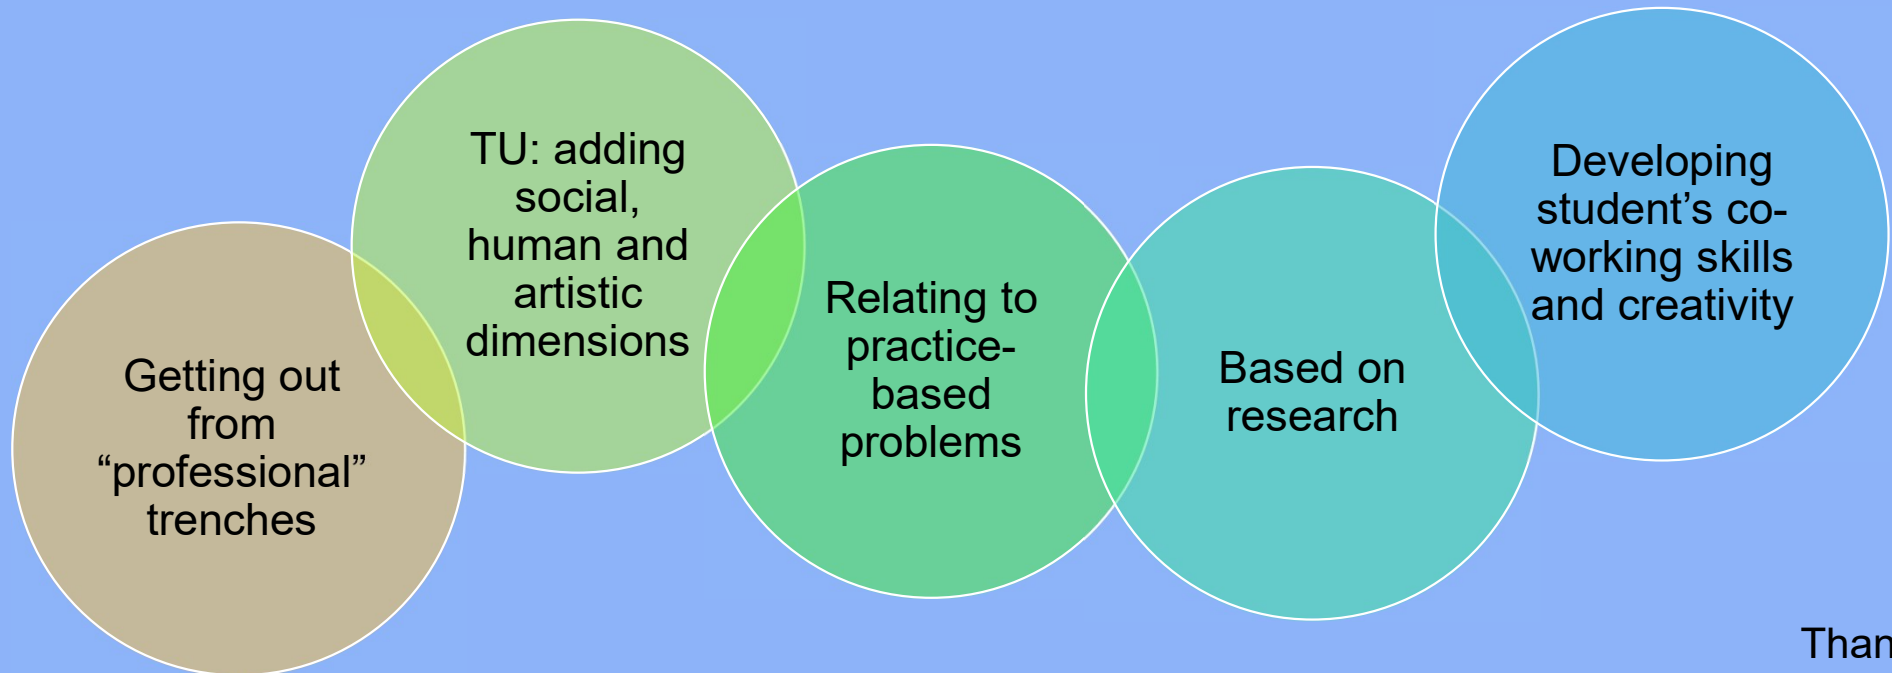 Getting out
from
“professional”
trenches
TU: adding
social,
human and
artistic
dimensions
Relating to
practice-
based
problems
Based on
research
Developing
student’s co-
working skills
and creativity
Than